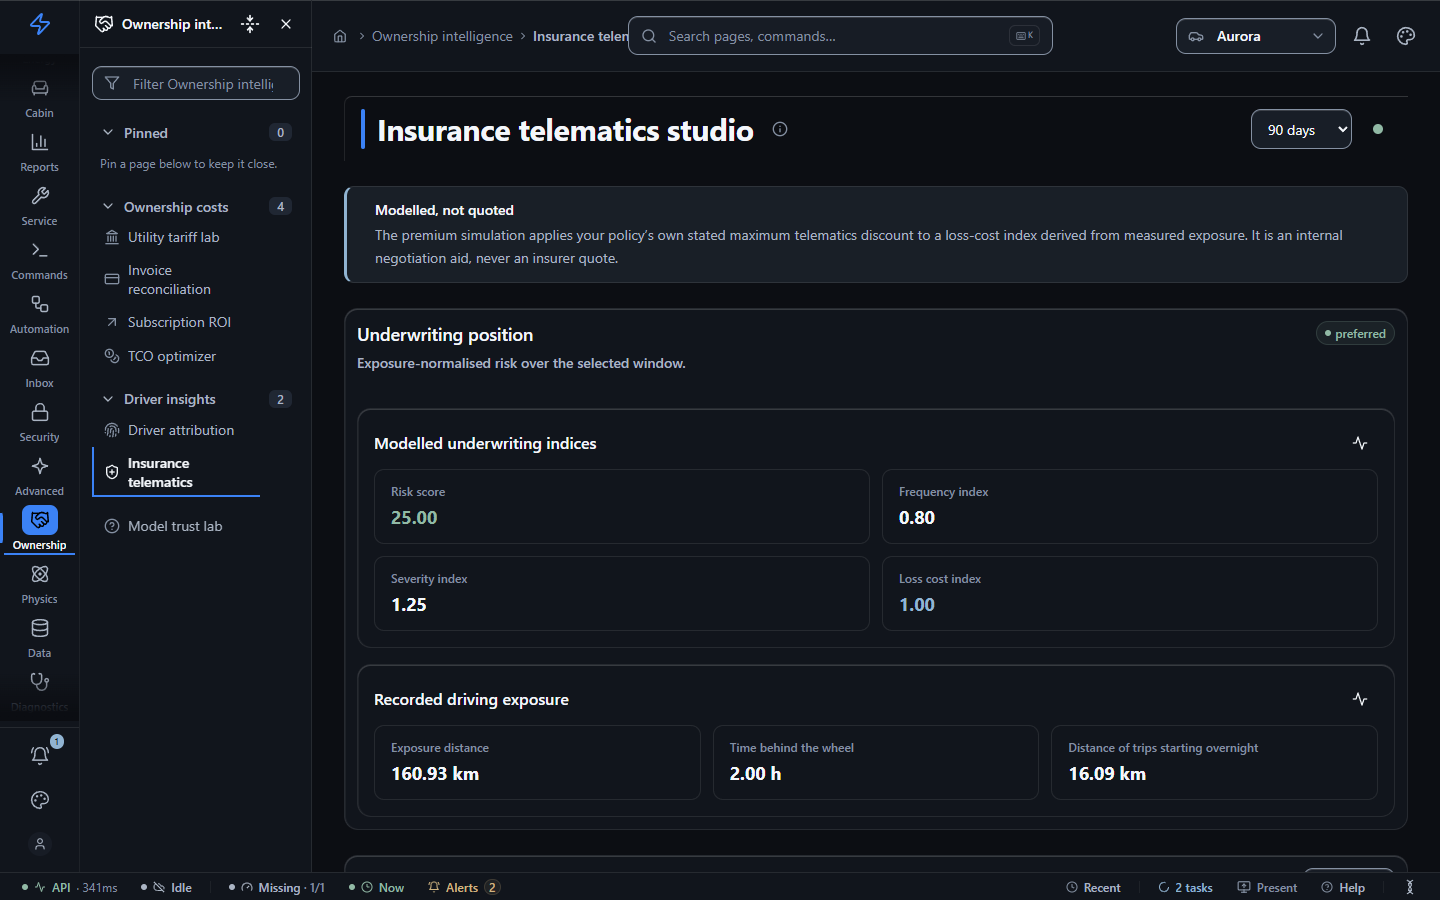 Ownership int...
Ownership intelligence
Insurance telem
Search pages, commands...
K
Aurora
Cabin
Reports
Service
Commands
Automation
Inbox
Security
Advanced
Ownership
Physics
Data
Diagnostics
1
Filter Ownership intelli
Pinned
0
Pin a page below to keep it close.
Ownership costs
4
Utility tariff lab
Invoice
reconciliation
Subscription ROI
TCO optimizer
Driver insights
2
Driver attribution
Insurance
telematics
Model trust lab
Insurance telematics studio
90 days
Modelled, not quoted
The premium simulation applies your policy’s own stated maximum telematics discount to a loss-cost index derived from measured exposure. It is an internal
negotiation aid, never an insurer quote.
Underwriting position
preferred
Exposure-normalised risk over the selected window.
Modelled underwriting indices
Risk score
25.00
Frequency index
0.80
Severity index
1.25
Loss cost index
1.00
Recorded driving exposure
Exposure distance
160.93 km
Time behind the wheel
2.00 h
Distance of trips starting overnight
16.09 km
API · 341ms
Idle
Missing · 1/1
Now
Alerts 2
Recent
2 tasks
Present
Help